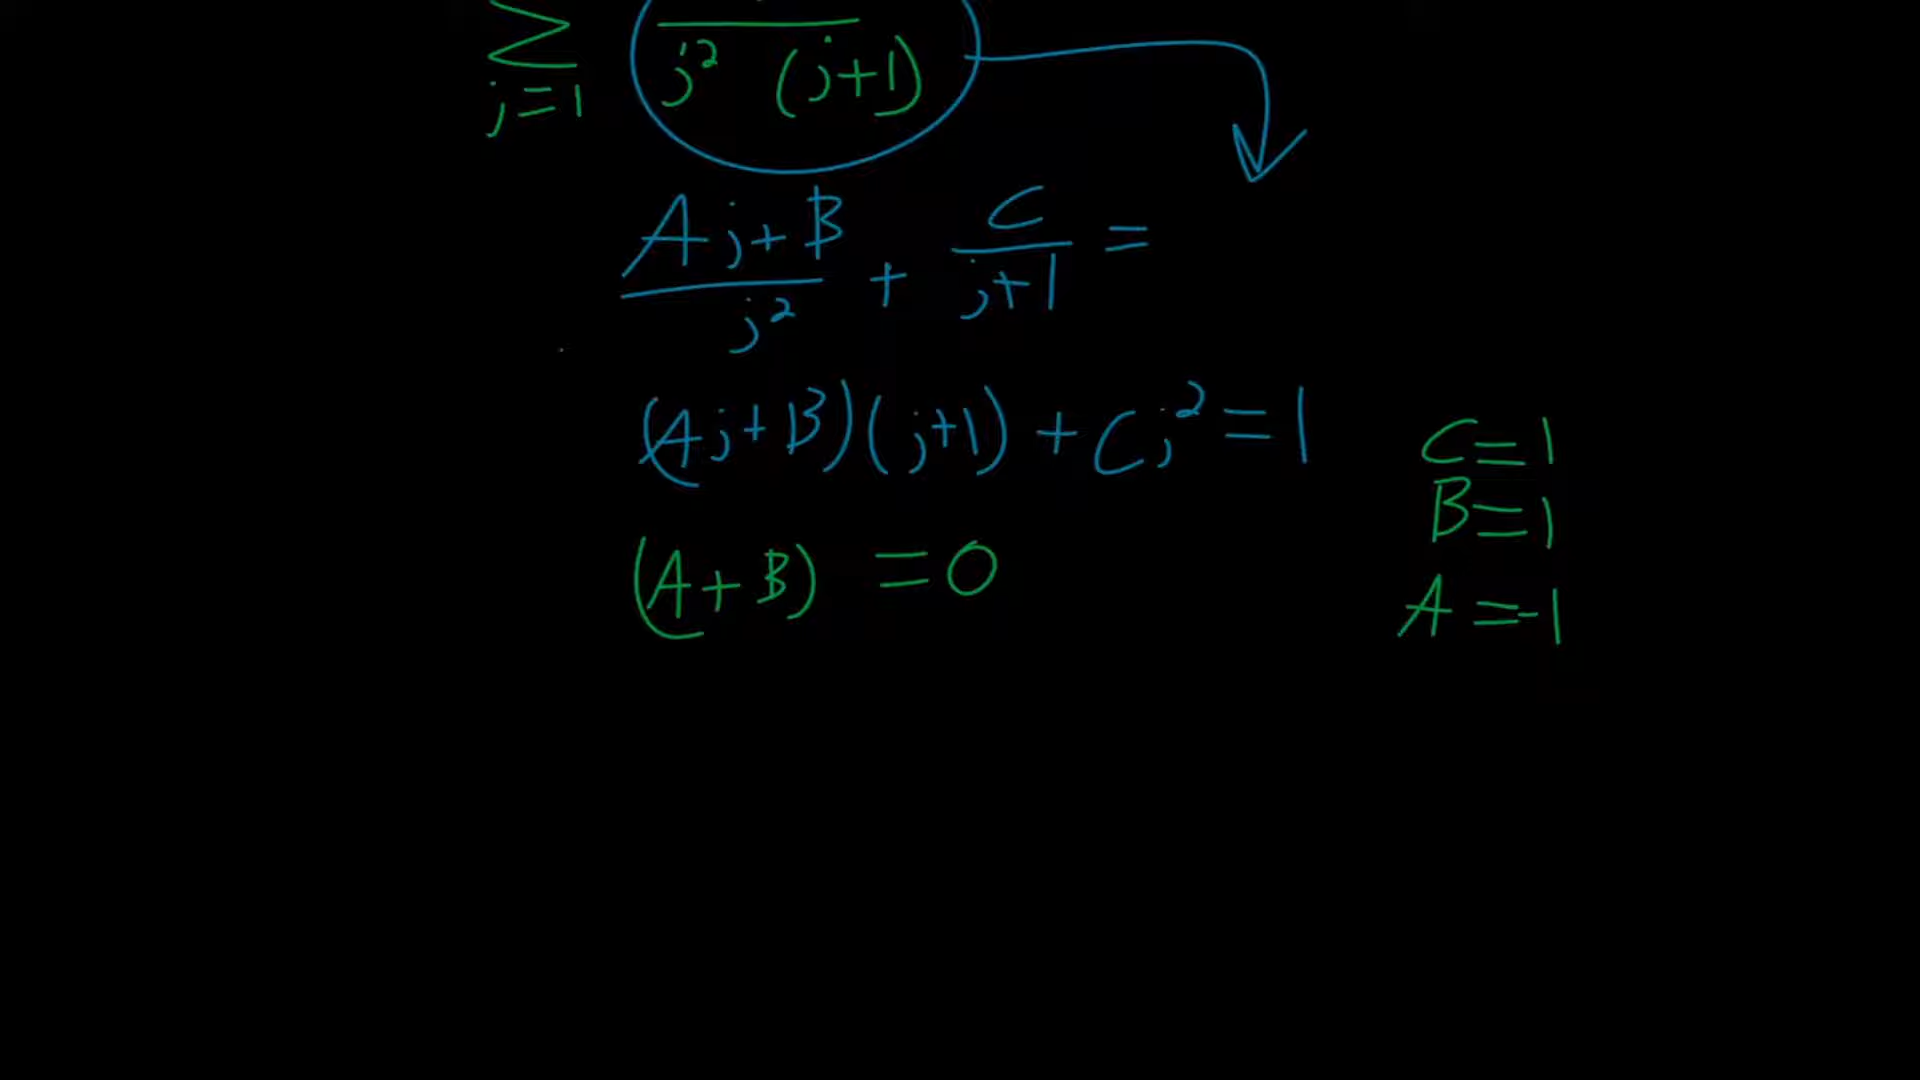 ∑
j=1
j² (j+1)
Aj+B / j² + C / j+1 =
(Aj+B)(j+1) + Cj² = 1
C=1
B=1
(A+B) = 0
A=-1